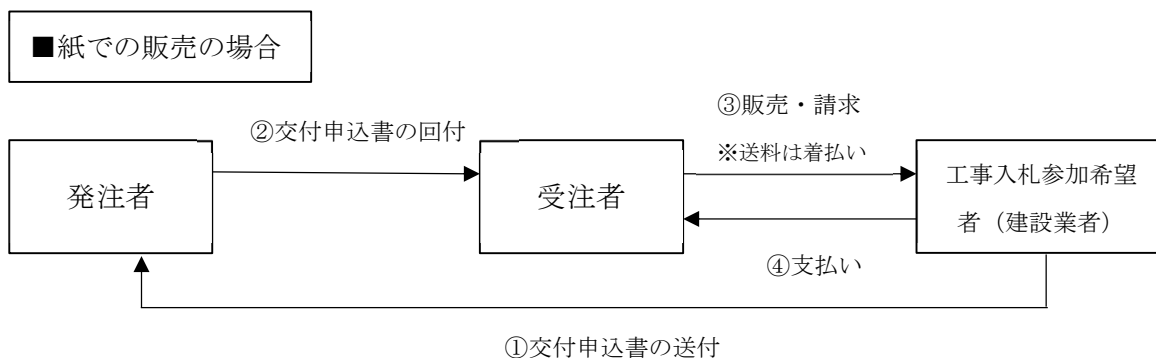 ■紙での販売の場合
③販売・請求
②交付申込書の回付
※送料は着払い
発注者
受注者
工事入札参加希望
者（建設業者）
④支払い
①交付申込書の送付